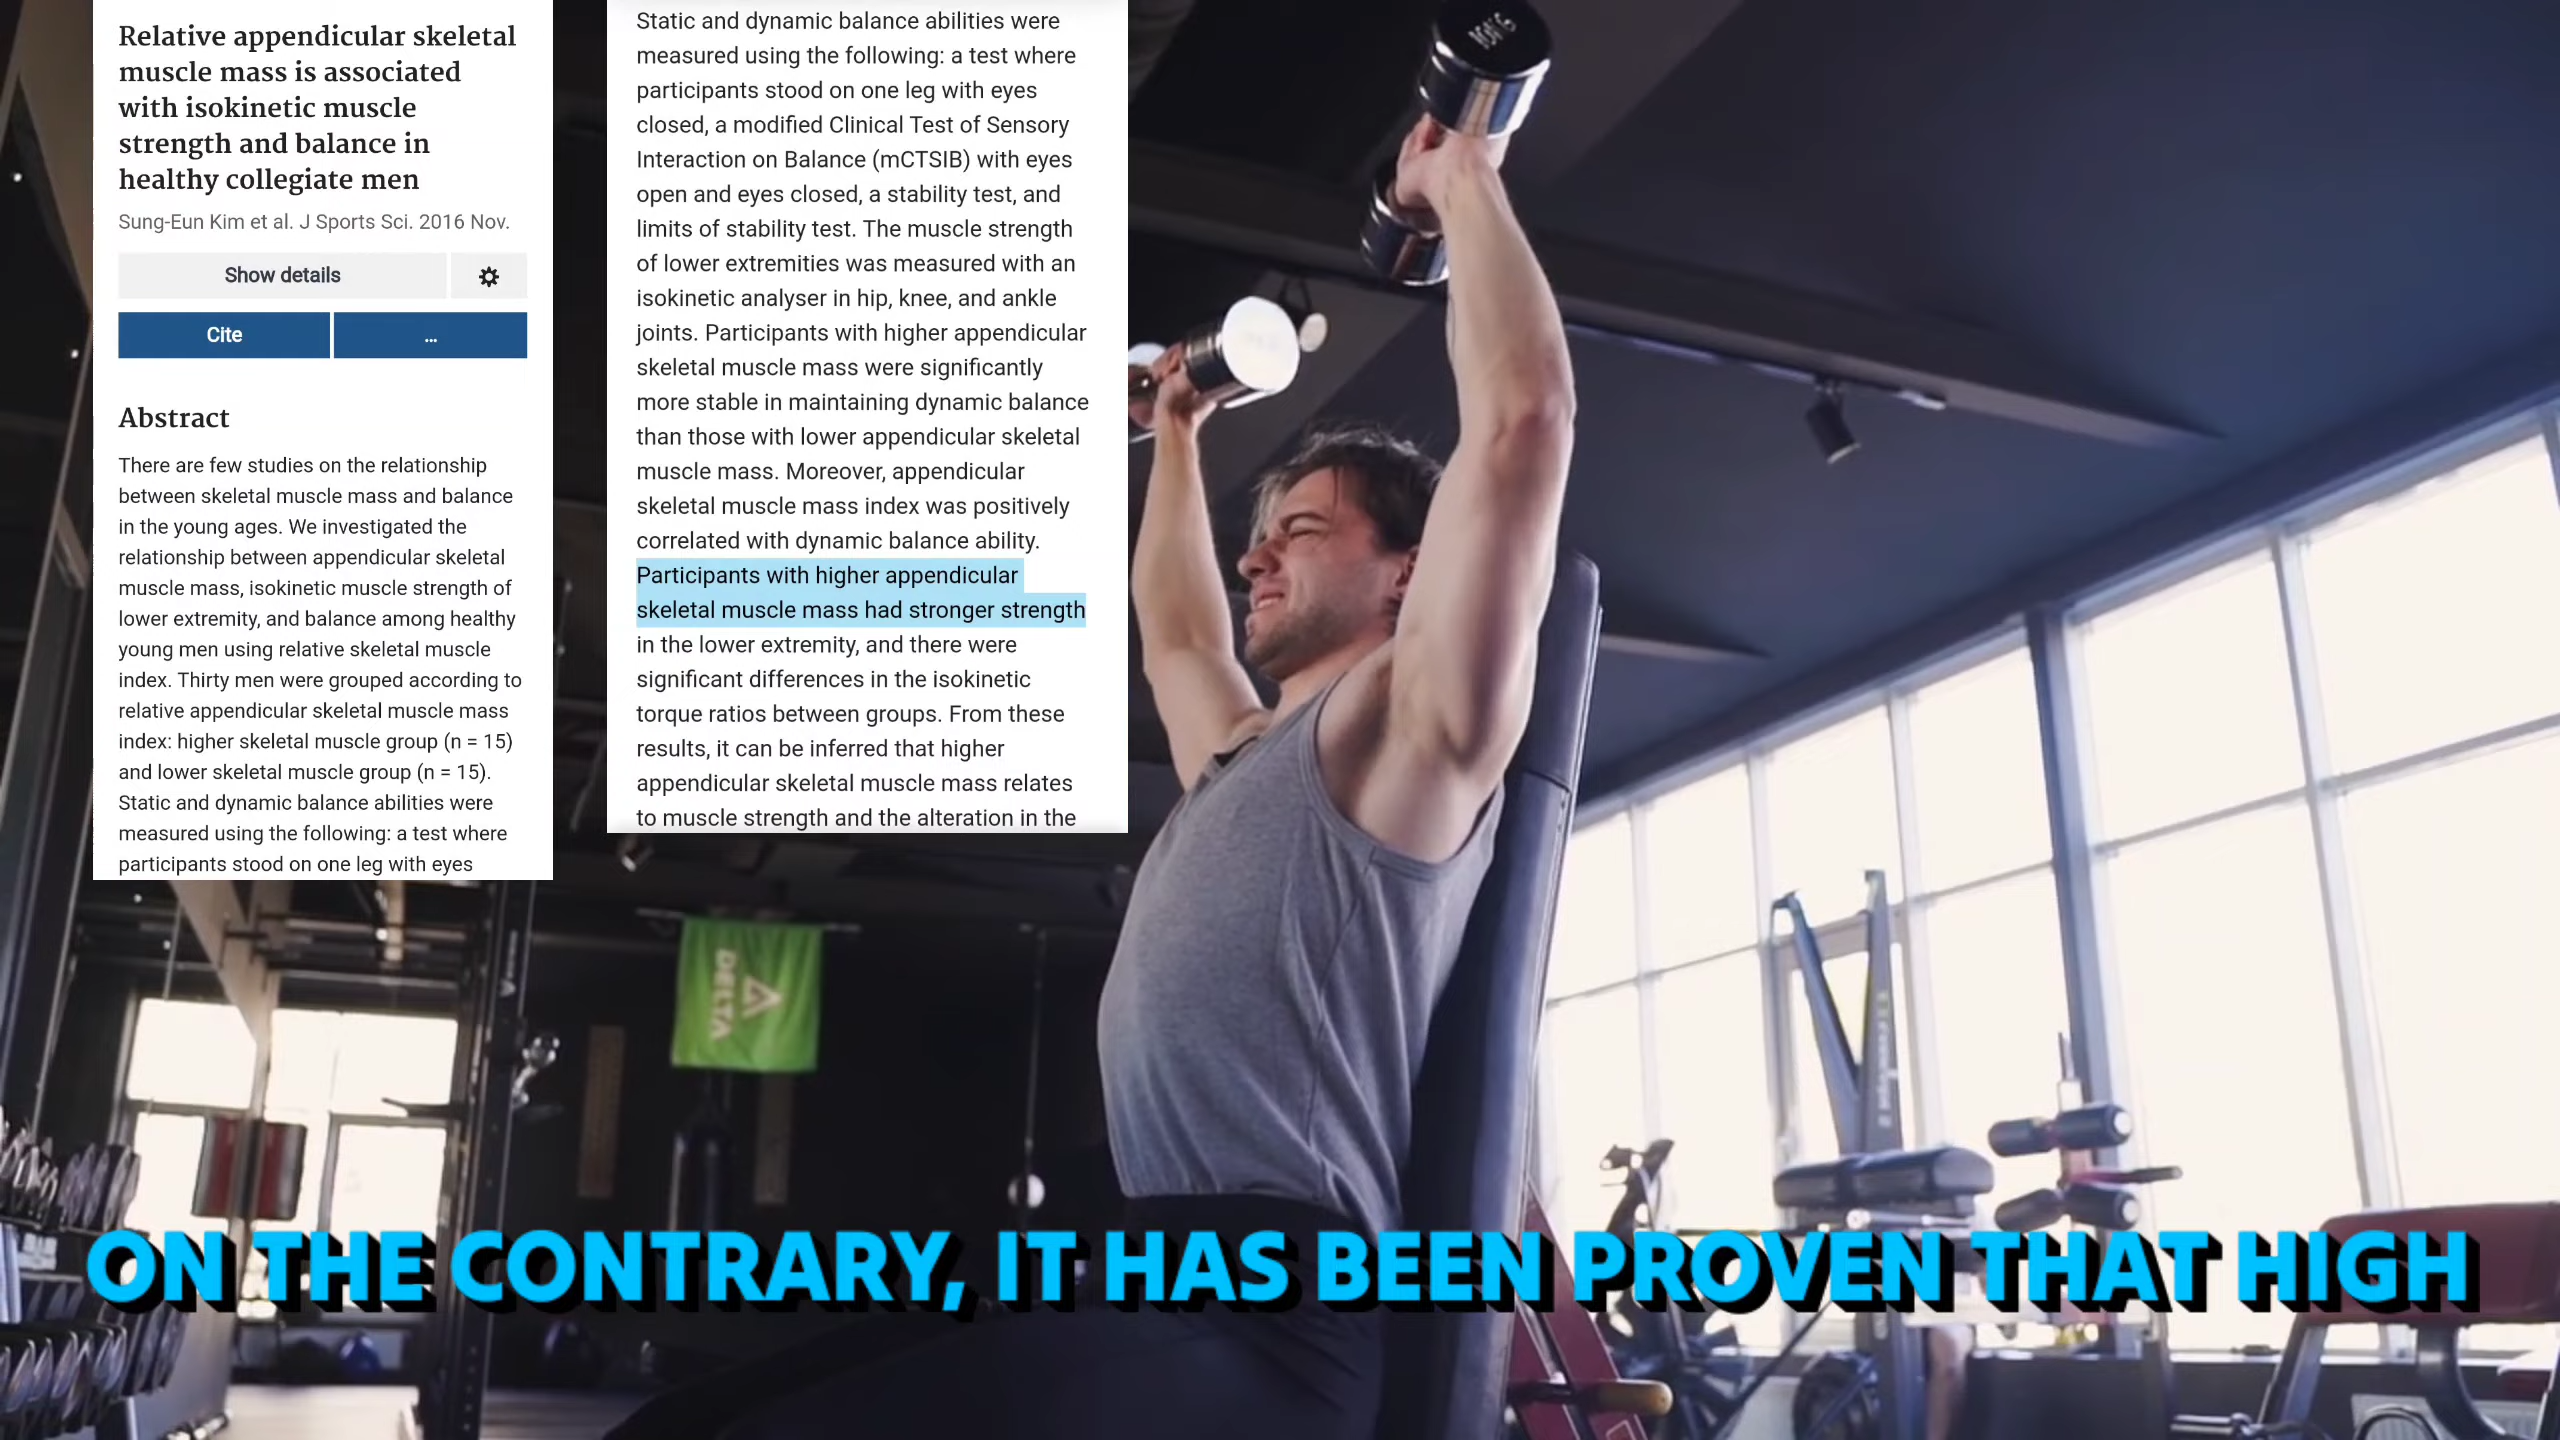 Relative appendicular skeletal
muscle mass is associated
with isokinetic muscle
strength and balance in
healthy collegiate men
Sung-Eun Kim et al. J Sports Sci. 2016 Nov.
Show details
Cite
...
Abstract
There are few studies on the relationship
between skeletal muscle mass and balance
in the young ages. We investigated the
relationship between appendicular skeletal
muscle mass, isokinetic muscle strength of
lower extremity, and balance among healthy
young men using relative skeletal muscle
index. Thirty men were grouped according to
relative appendicular skeletal muscle mass
index: higher skeletal muscle group (n = 15)
and lower skeletal muscle group (n = 15).
Static and dynamic balance abilities were
measured using the following: a test where
participants stood on one leg with eyes
Static and dynamic balance abilities were
measured using the following: a test where
participants stood on one leg with eyes
closed, a modified Clinical Test of Sensory
Interaction on Balance (mCTSIB) with eyes
open and eyes closed, a stability test, and
limits of stability test. The muscle strength
of lower extremities was measured with an
isokinetic analyser in hip, knee, and ankle
joints. Participants with higher appendicular
skeletal muscle mass were significantly
more stable in maintaining dynamic balance
than those with lower appendicular skeletal
muscle mass. Moreover, appendicular
skeletal muscle mass index was positively
correlated with dynamic balance ability.
Participants with higher appendicular
skeletal muscle mass had stronger strength
in the lower extremity, and there were
significant differences in the isokinetic
torque ratios between groups. From these
results, it can be inferred that higher
appendicular skeletal muscle mass relates
to muscle strength and the alteration in the
DELTA
ON THE CONTRARY, IT HAS BEEN PROVEN THAT HIGH